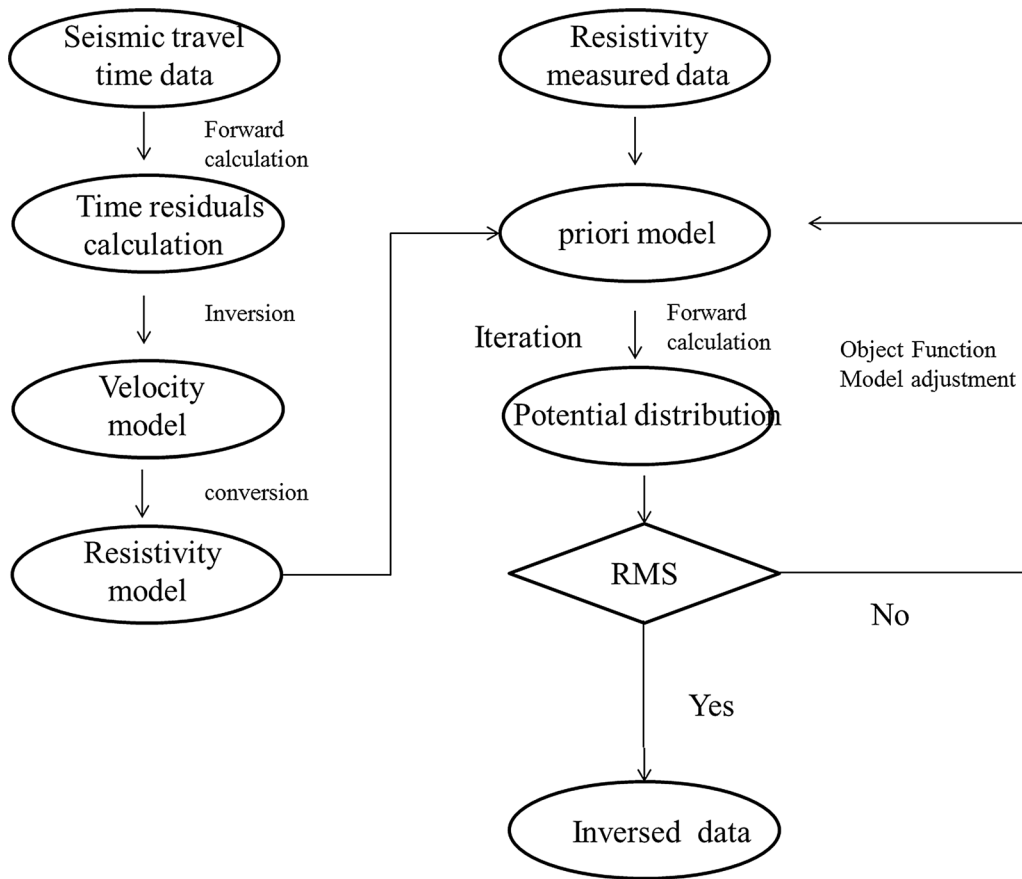 Seismic travel
time data
Forward
calculation
Time residuals
calculation
Inversion
Velocity
model
conversion
Resistivity
model
Resistivity
measured data
priori model
Iteration
Forward
calculation
Object Function
Model adjustment
Potential distribution
RMS
No
Yes
Inversed data